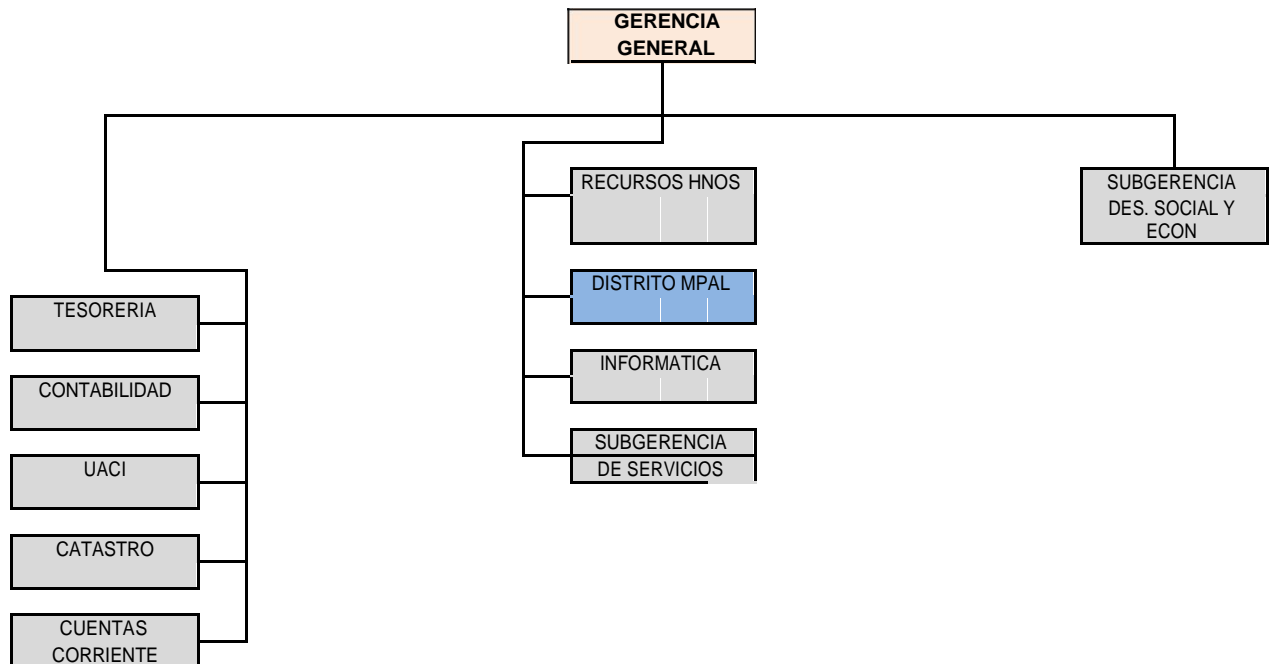 GERENCIA
GENERAL
RECURSOS HNOS
SUBGERENCIA
DES. SOCIAL Y
ECON
DISTRITO MPAL
TESORERIA
INFORMATICA
CONTABILIDAD
SUBGERENCIA
DE SERVICIOS
UACI
CATASTRO
CUENTAS
CORRIENTE